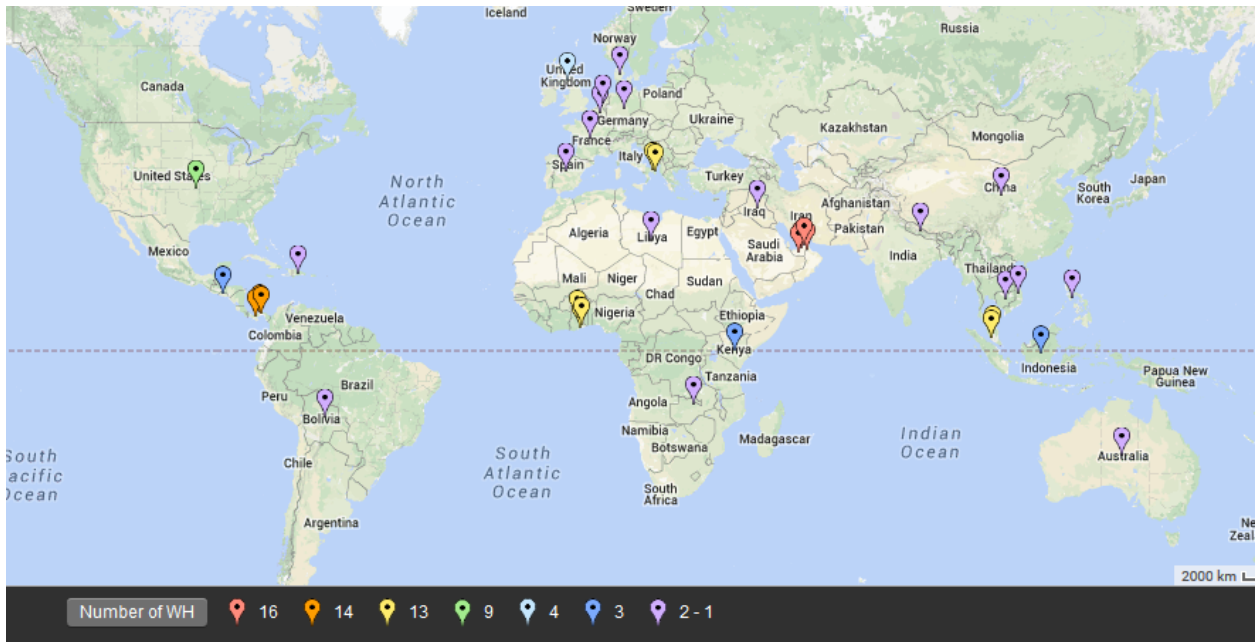 Iceland
Sweden
Norway
Russia
Canada
United
Kingdom
Poland
Germany
Ukraine
France
Kazakhstan
Mongolia
Italy
Spain
Turkey
United States
North
Atlantic
Ocean
China
South
Korea
Japan
Iraq
Iran
Afghanistan
Pakistan
Algeria
Libya
Egypt
Saudi
Arabia
Mexico
India
Mali
Niger
Chad
Sudan
Thailand
Nigeria
Ethiopia
Venezuela
Colombia
Kenya
DR Congo
Indonesia
Papua New
Guinea
Tanzania
Peru
Brazil
Bolivia
Angola
Namibia
Botswana
Madagascar
Indian
Ocean
Australia
South
Pacific
Ocean
Chile
South
Atlantic
Ocean
South
Africa
Argentina
2000 km
Number of WH 16 14 13 9 4 3 2 - 1